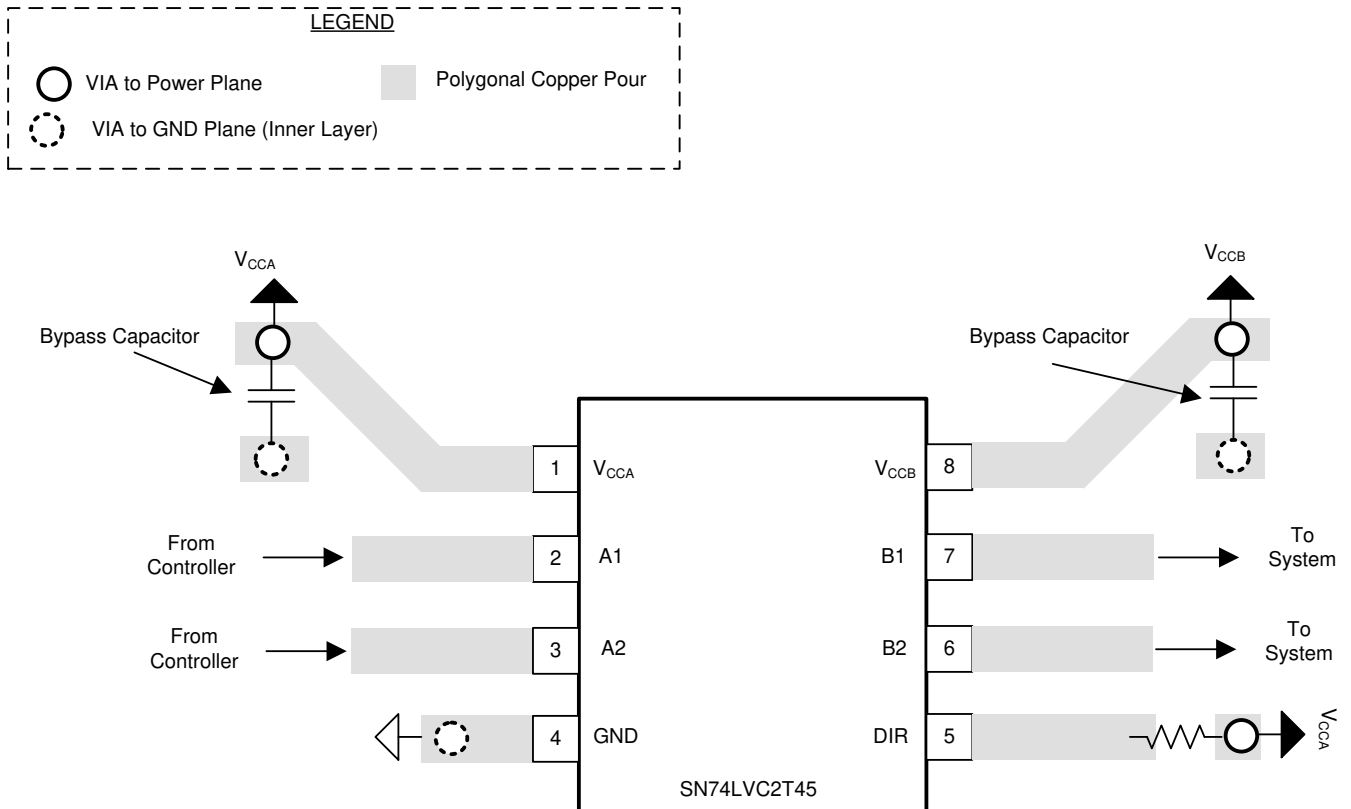 LEGEND
VIA to Power Plane
Polygonal Copper Pour
VIA to GND Plane (Inner Layer)
VCCA
VCCB
Bypass Capacitor
Bypass Capacitor
1
VCCA
VCCB
8
From
Controller
2
A1
B1
7
To
System
From
Controller
3
A2
B2
6
To
System
4
GND
DIR
5
VCCA
SN74LVC2T45